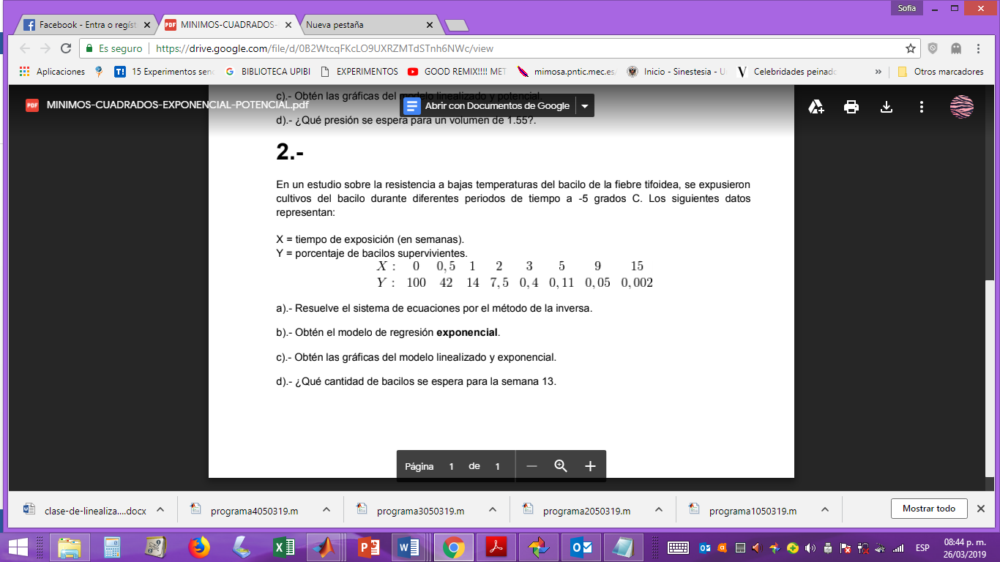 Sofia
Facebook - Entra o regíst
MINIMOS-CUADRADOS-
Nueva pestaña
Es seguro
https://drive.google.com/file/d/0B2WtcqFKcLO9UXRZMTdSTnh6NWc/view
Aplicaciones
15 Experimentos senc
BIBLIOTECA UPIBI
EXPERIMENTOS
GOOD REMIX!!!! MET
mimosa.pntic.mec.es/
Inicio - Sinestesia - U
Celebridades peinado
»
Otros marcadores
c).- Obtén las gráficas del modelo linealizado y potencial.
PDF MINIMOS-CUADRADOS-EXPONENCIAL-POTENCIAL.pdf
Abrir con Documentos de Google
d).- ¿Qué presión se espera para un volumen de 1.55?.
2.-
En un estudio sobre la resistencia a bajas temperaturas del bacilo de la fiebre tifoidea, se expusieron
cultivos del bacilo durante diferentes periodos de tiempo a -5 grados C. Los siguientes datos
representan:
X = tiempo de exposición (en semanas).
Y = porcentaje de bacilos supervivientes.
X : 0 0, 5 1 2 3 5 9 15
Y : 100 42 14 7, 5 0, 4 0, 11 0, 05 0, 002
a).- Resuelve el sistema de ecuaciones por el método de la inversa.
b).- Obtén el modelo de regresión exponencial.
c).- Obtén las gráficas del modelo linealizado y exponencial.
d).- ¿Qué cantidad de bacilos se espera para la semana 13.
Página 1 de 1
clase-de-linealiza....docx
programa4050319.m
programa3050319.m
programa2050319.m
programa1050319.m
Mostrar todo
ESP
08:44 p. m.
26/03/2019